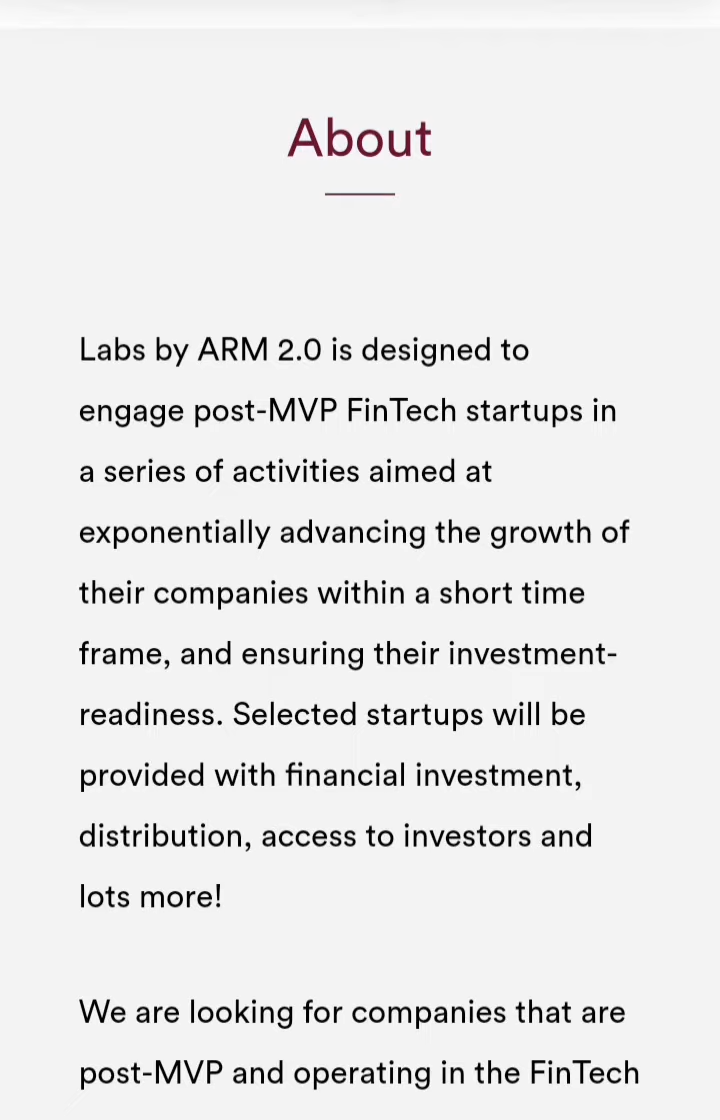 About
Labs by ARM 2.0 is designed to
engage post-MVP FinTech startups in
a series of activities aimed at
exponentially advancing the growth of
their companies within a short time
frame, and ensuring their investment-
readiness. Selected startups will be
provided with financial investment,
distribution, access to investors and
lots more!
We are looking for companies that are
post-MVP and operating in the FinTech